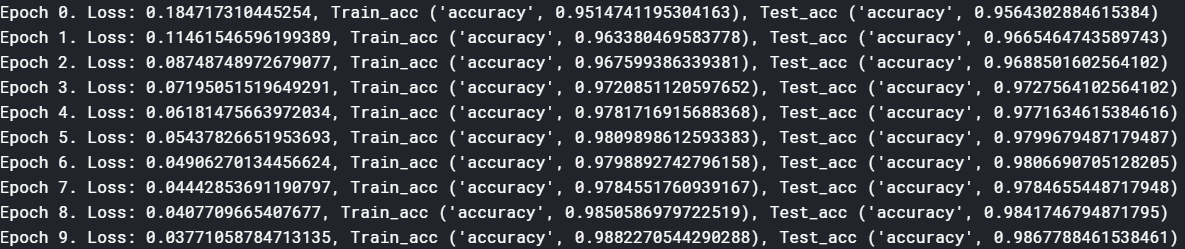 Epoch 0. Loss: 0.184717310445254, Train_acc ('accuracy', 0.9514741195304163), Test_acc ('accuracy', 0.9564302884615384)
Epoch 1. Loss: 0.11461546596199389, Train_acc ('accuracy', 0.963380469583778), Test_acc ('accuracy', 0.9665464743589743)
Epoch 2. Loss: 0.08748748972679077, Train_acc ('accuracy', 0.967599386339381), Test_acc ('accuracy', 0.9688501602564102)
Epoch 3. Loss: 0.07195051519649291, Train_acc ('accuracy', 0.9720851120597652), Test_acc ('accuracy', 0.9727564102564102)
Epoch 4. Loss: 0.06181475663972034, Train_acc ('accuracy', 0.9781716915688368), Test_acc ('accuracy', 0.9771634615384616)
Epoch 5. Loss: 0.05437826651953693, Train_acc ('accuracy', 0.9809898612593383), Test_acc ('accuracy', 0.9799679487179487)
Epoch 6. Loss: 0.04906270134456624, Train_acc ('accuracy', 0.9798892742796158), Test_acc ('accuracy', 0.9806690705128205)
Epoch 7. Loss: 0.04442853691190797, Train_acc ('accuracy', 0.9784551760939167), Test_acc ('accuracy', 0.9784655448717948)
Epoch 8. Loss: 0.0407709665407677, Train_acc ('accuracy', 0.9850586979722519), Test_acc ('accuracy', 0.9841746794871795)
Epoch 9. Loss: 0.03771058784713135, Train_acc ('accuracy', 0.9882270544290288), Test_acc ('accuracy', 0.9867788461538461)